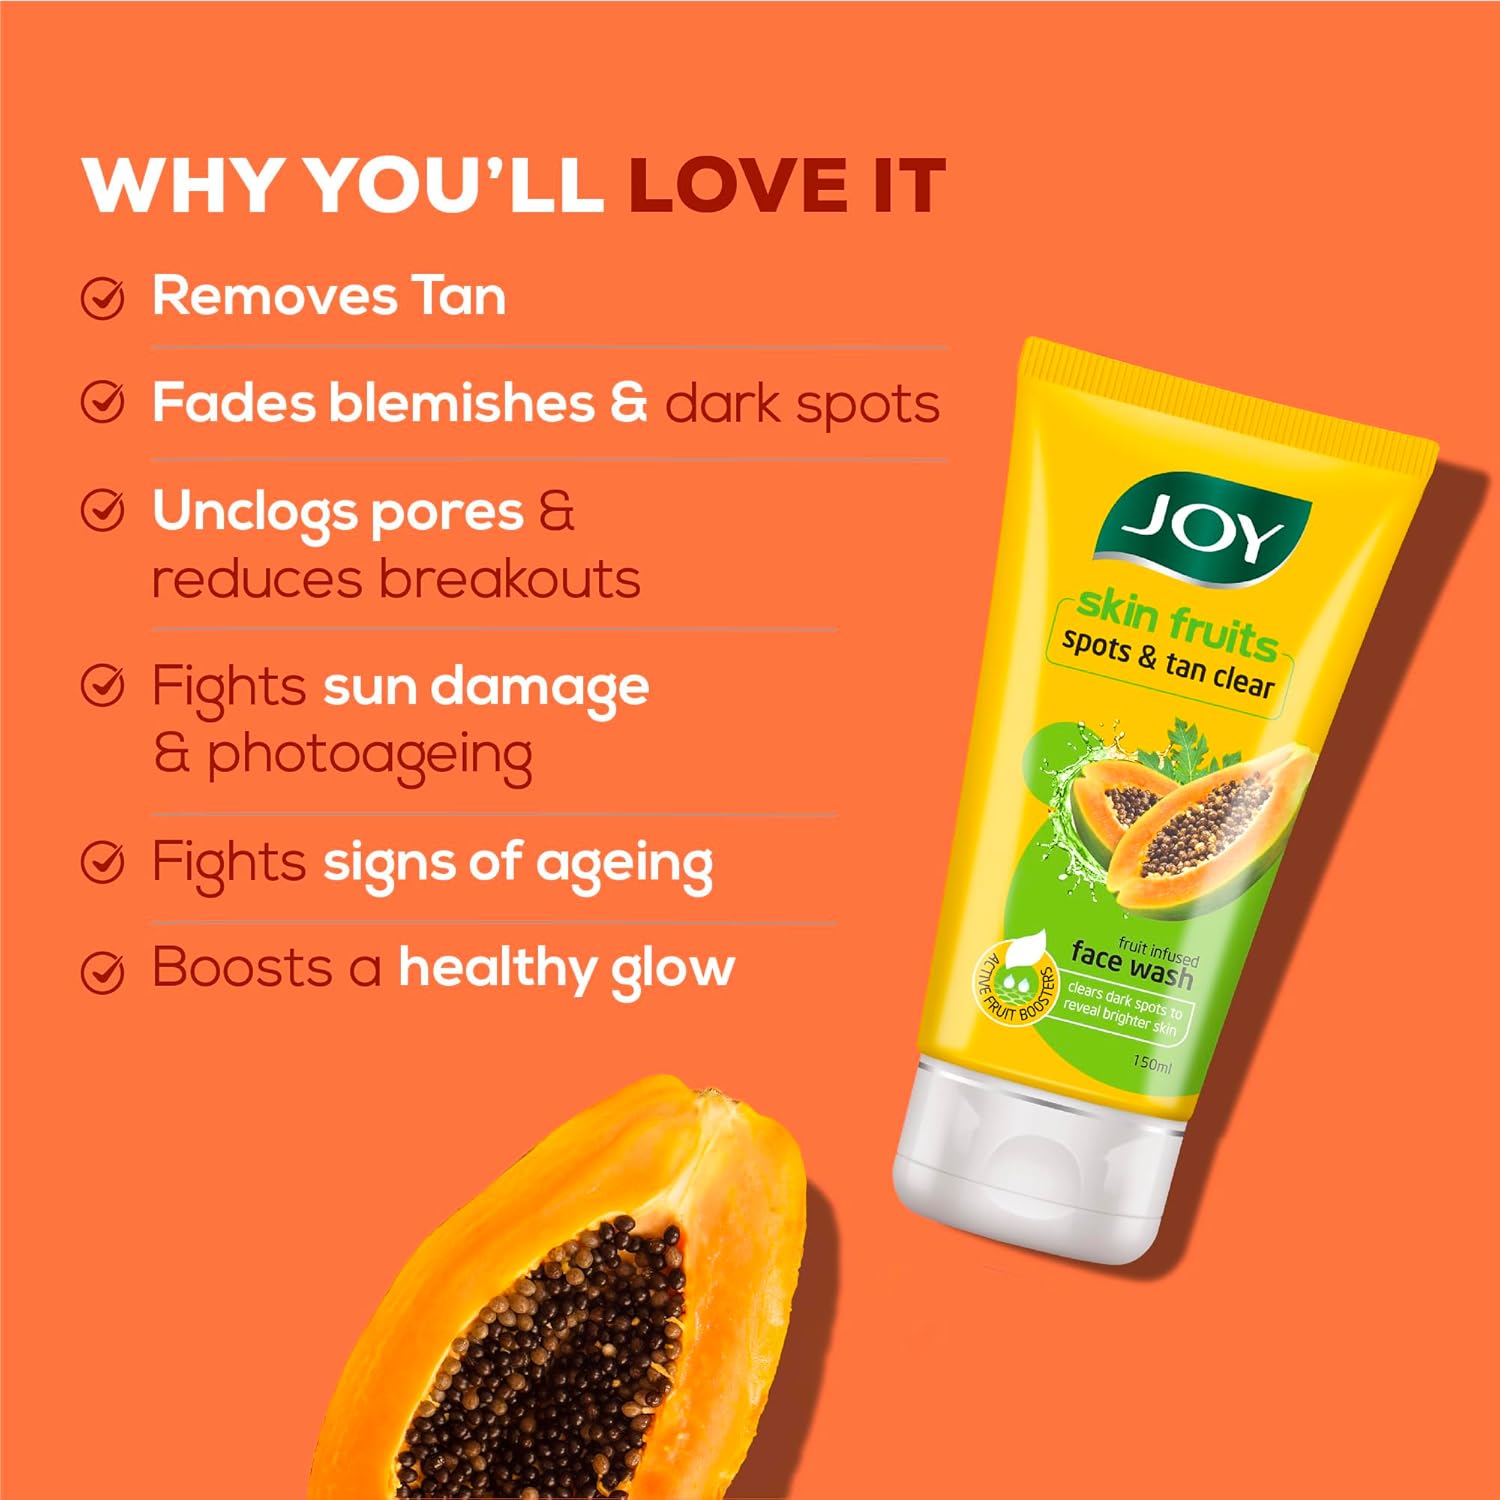 WHY YOU'LL LOVE IT
Removes Tan
Fades blemishes & dark spots
Unclogs pores &
reduces breakouts
Fights sun damage
& photoageing
Fights signs of ageing
Boosts a healthy glow
JOY
skin fruits
spots & tan clear
fruit infused
face wash
clears dark spots to
reveal brighter skin
ACTIVE FRUIT BOOSTERS
150ml